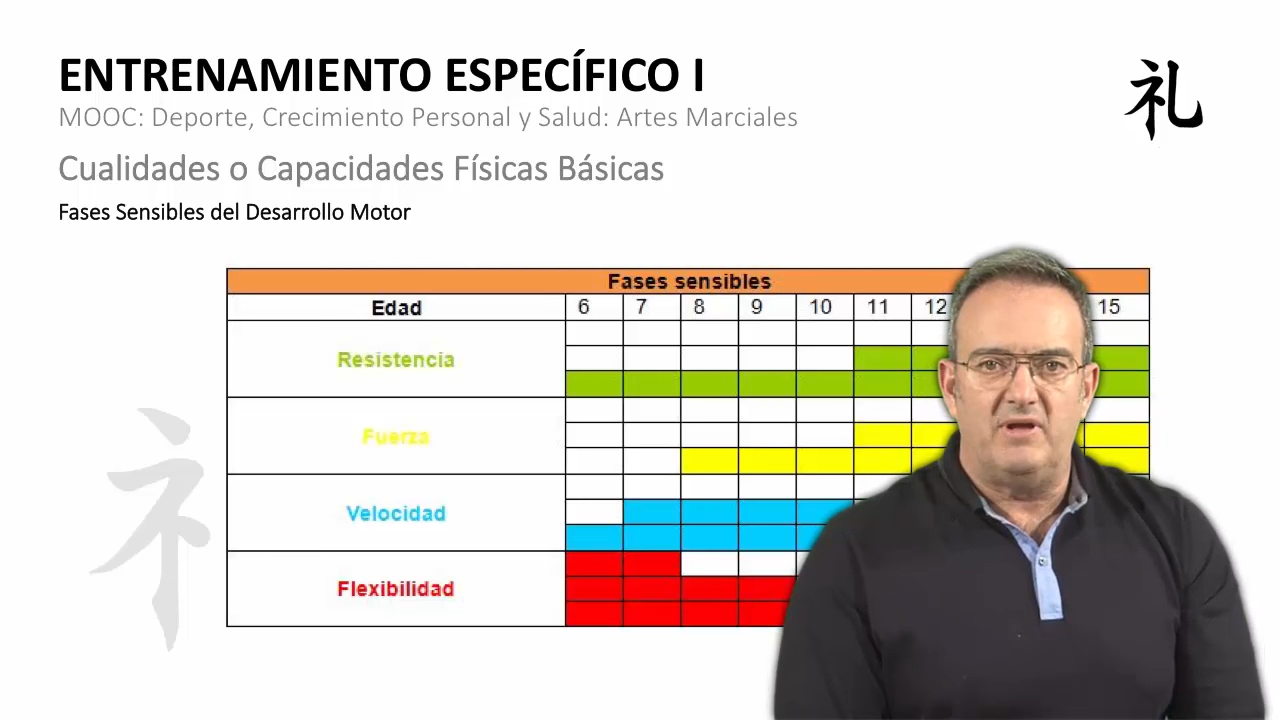 ENTRENAMIENTO ESPECÍFICO I
MOOC: Deporte, Crecimiento Personal y Salud: Artes Marciales
礼
Cualidades o Capacidades Físicas Básicas
Fases Sensibles del Desarrollo Motor
Fases sensibles
Edad 6 7 8 9 10 11 12 15
Resistencia
Fuerza
Velocidad
Flexibilidad
礼